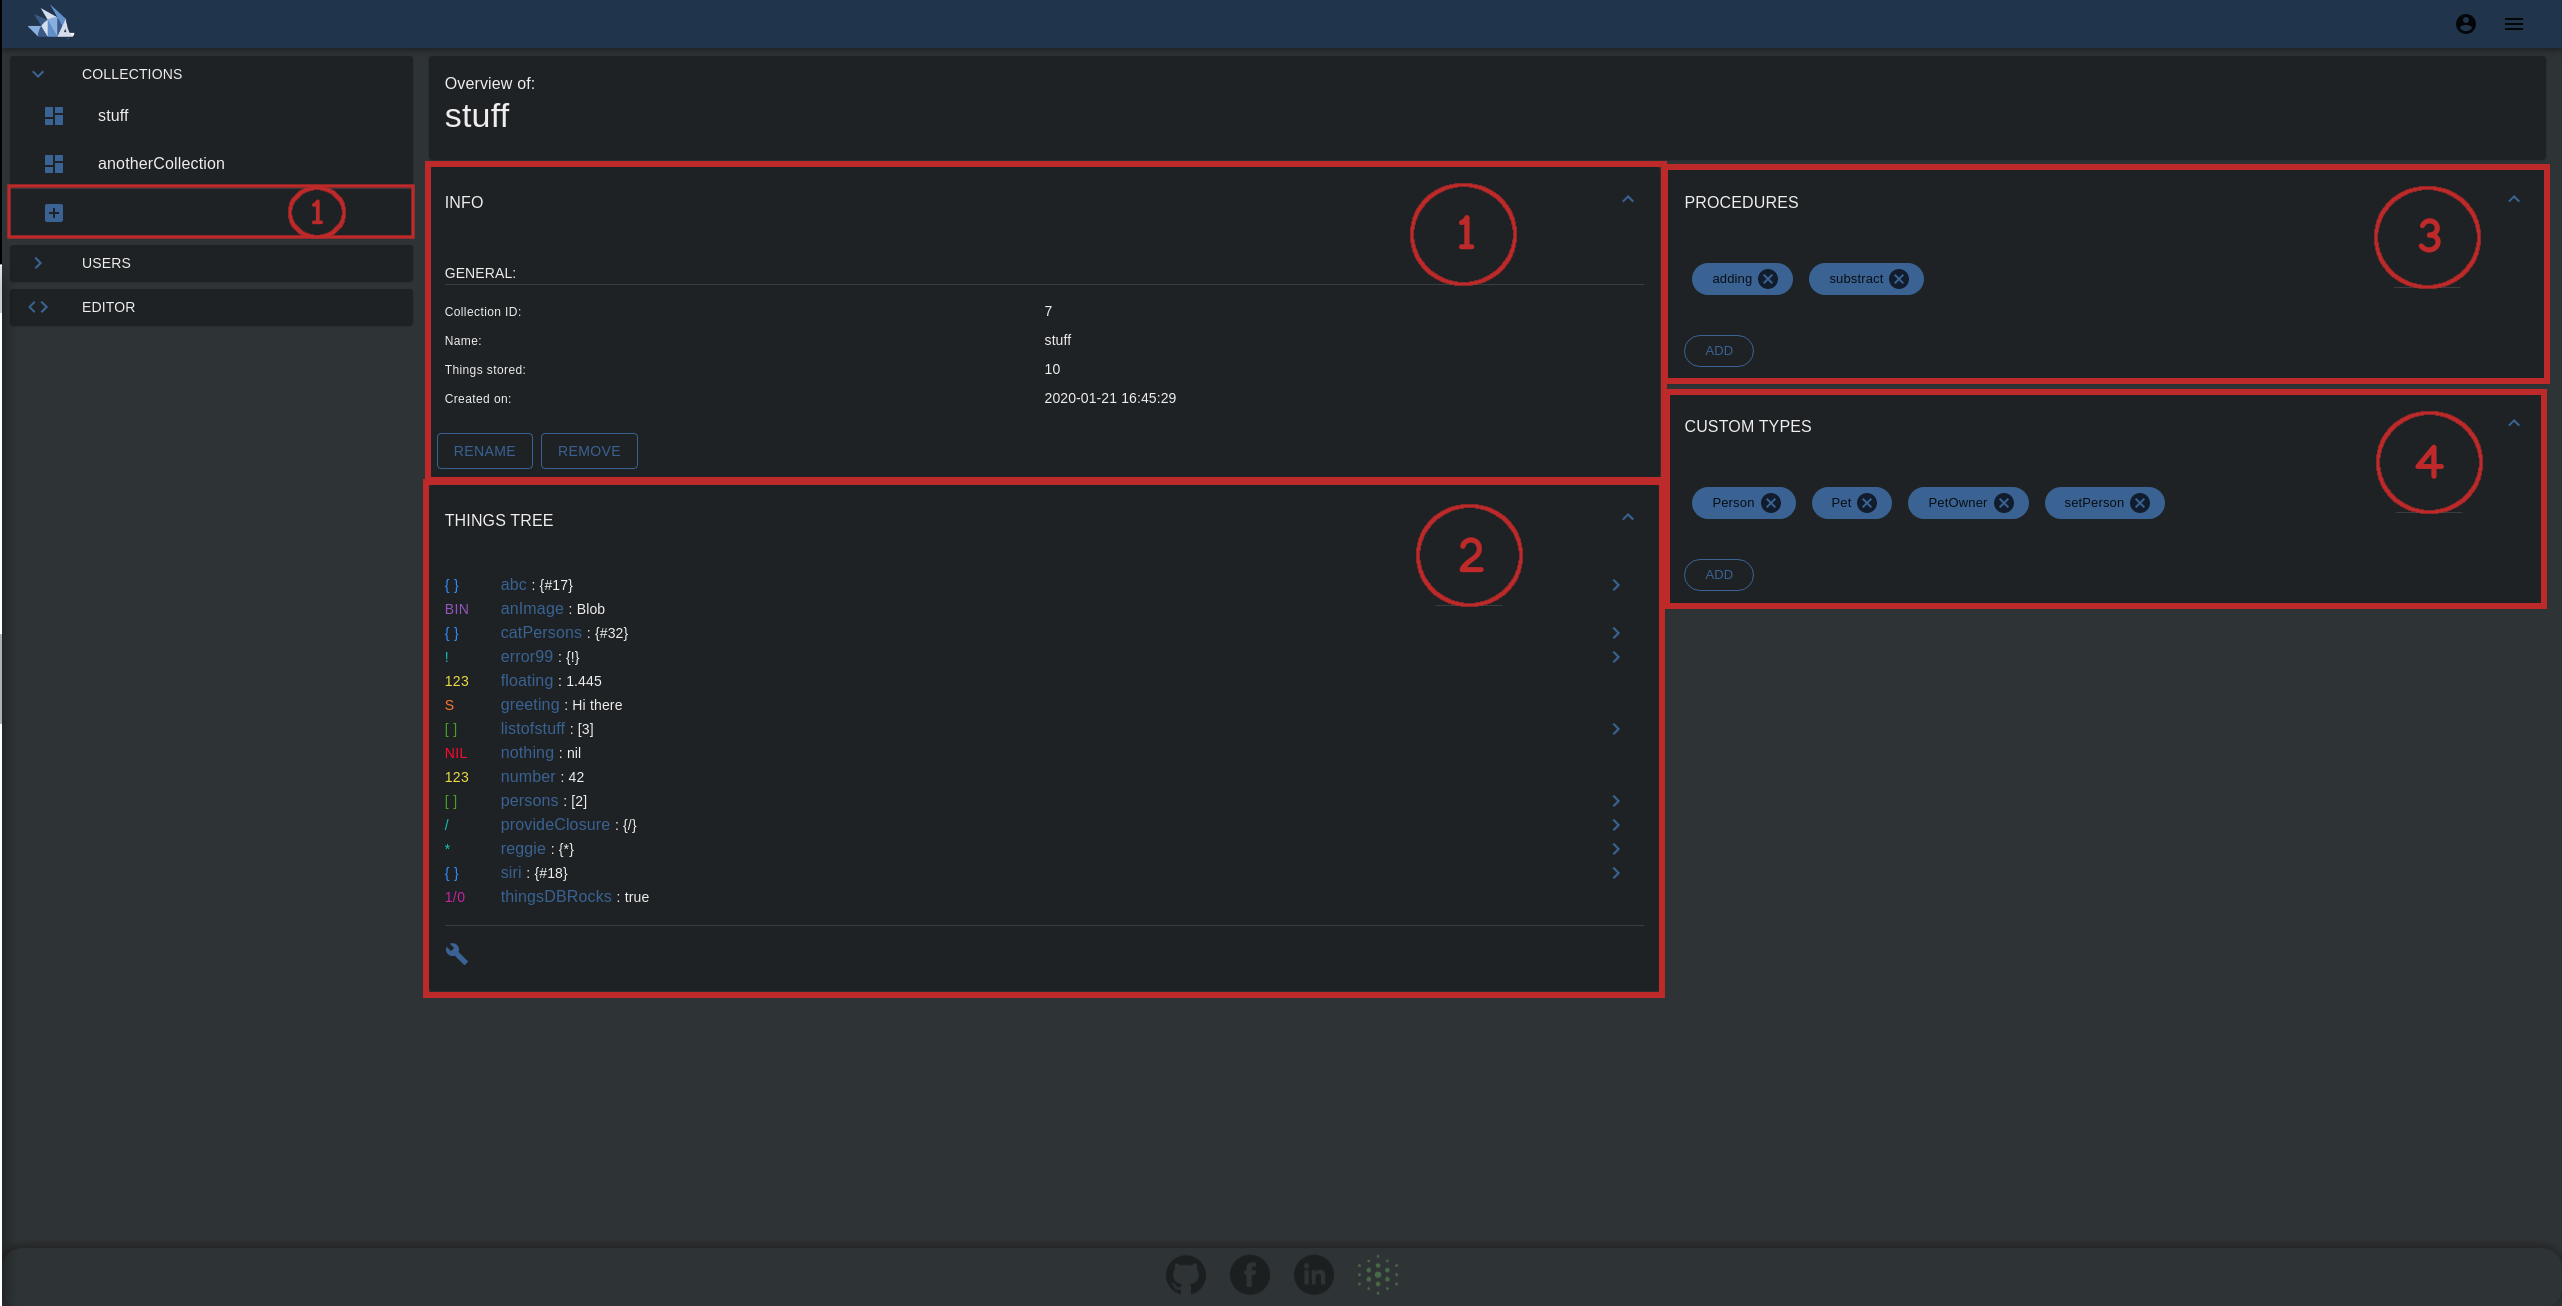 COLLECTIONS
stuff
anotherCollection
1
USERS
EDITOR
Overview of:
stuff
INFO
1
GENERAL:
Collection ID: 7
Name: stuff
Things stored: 10
Created on: 2020-01-21 16:45:29
RENAME REMOVE
THINGS TREE
2
{ } abc : {#17}
BIN anImage : Blob
{ } catPersons : {#32}
! error99 : {!}
123 floating : 1.445
S greeting : Hi there
[ ] listofstuff : [3]
NIL nothing : nil
123 number : 42
[ ] persons : [2]
/ provideClosure : {/}
* reggie : {*}
{ } siri : {#18}
1/0 thingsDBRocks : true
PROCEDURES
3
adding substract
ADD
CUSTOM TYPES
4
Person Pet PetOwner setPerson
ADD
f in